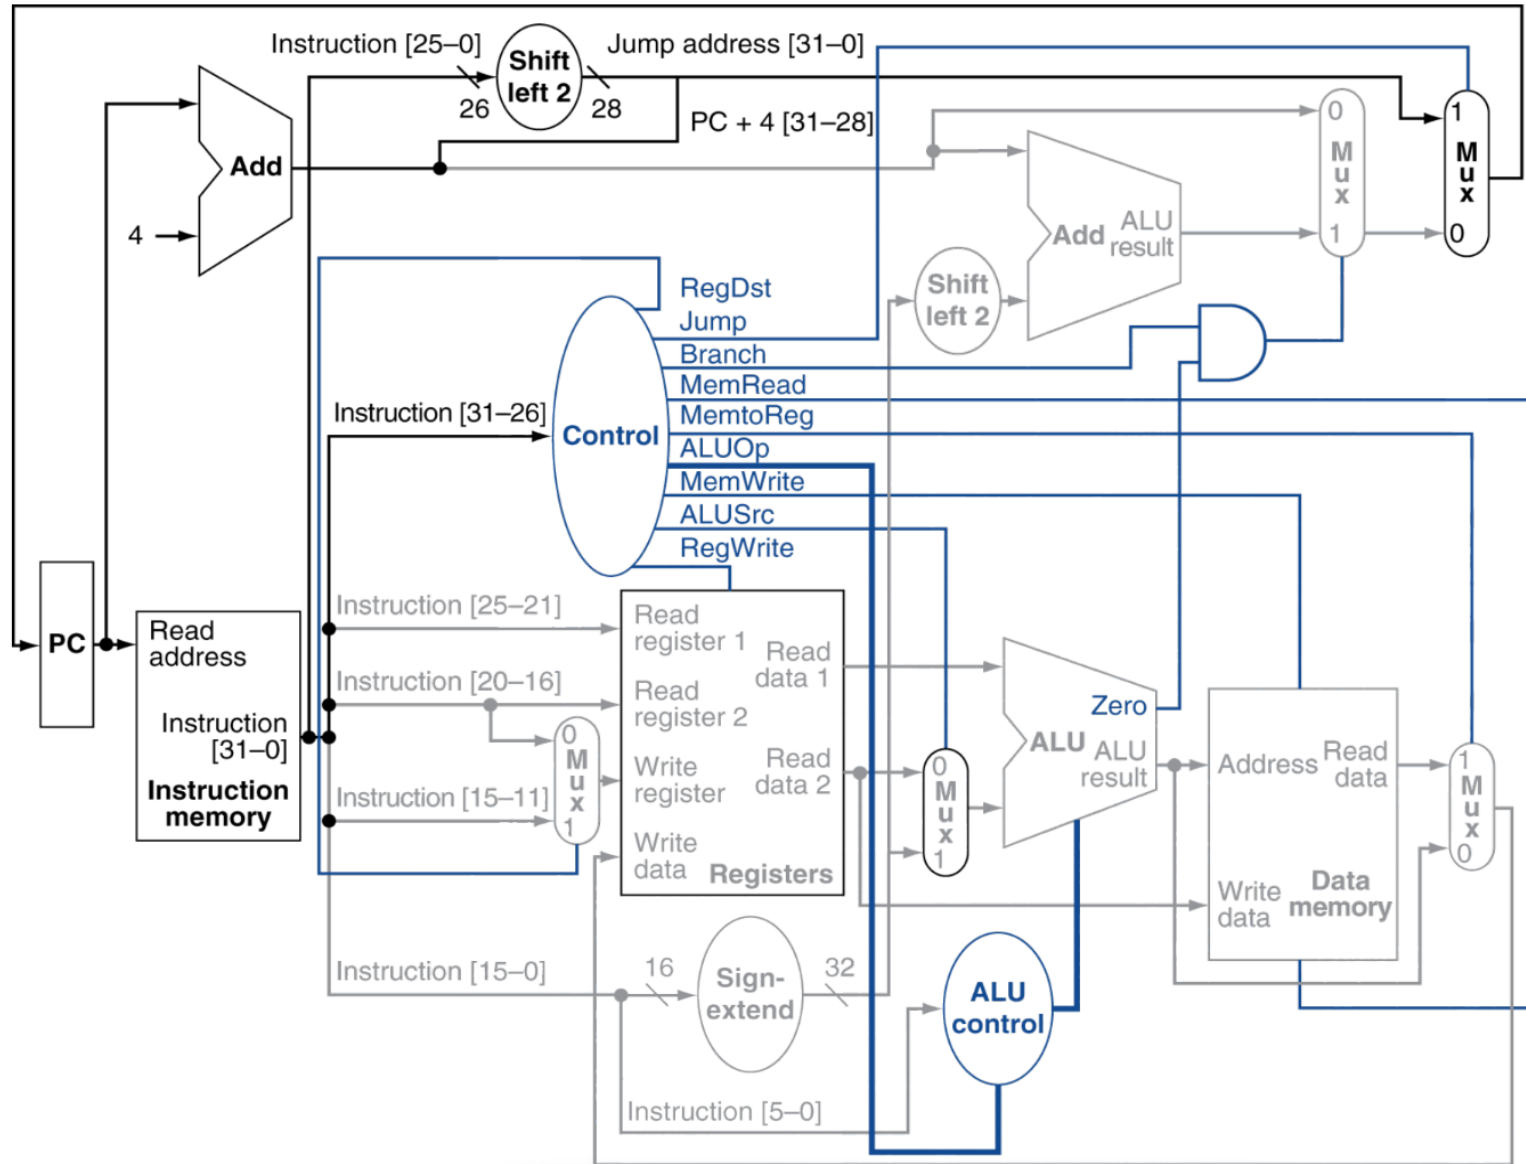 Instruction [25–0]
Shift
left 2
Jump address [31–0]
26
28
PC + 4 [31–28]
Add
4
0
M
u
x
1
1
M
u
x
0
Add
ALU
result
Shift
left 2
RegDst
Jump
Branch
MemRead
MemtoReg
ALUOp
MemWrite
ALUSrc
RegWrite
Instruction [31–26]
Control
PC
Read
address
Instruction
[31–0]
Instruction
memory
Instruction [25–21]
Instruction [20–16]
Instruction [15–11]
0
M
u
x
1
Read
register 1
Read
register 2
Write
register
Write
data
Read
data 1
Read
data 2
Registers
0
M
u
x
1
Zero
ALU
ALU
result
Address
Read
data
Write
data
Data
memory
1
M
u
x
0
Instruction [15–0]
16
Sign-
extend
32
ALU
control
Instruction [5–0]